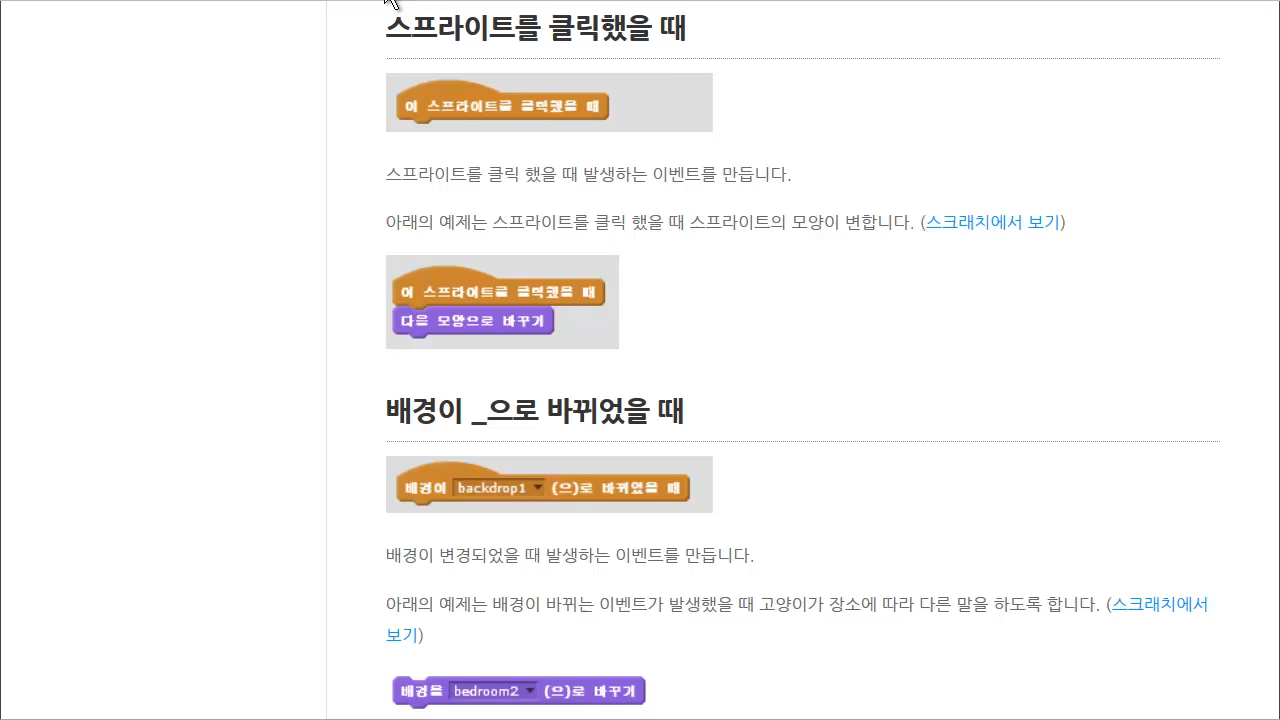 스프라이트를 클릭했을 때
이 스프라이트를 클릭했을 때
스프라이트를 클릭 했을 때 발생하는 이벤트를 만듭니다.
아래의 예제는 스프라이트를 클릭 했을 때 스프라이트의 모양이 변합니다. (스크래치에서 보기)
이 스프라이트를 클릭했을 때
다음 모양으로 바꾸기
배경이 _으로 바뀌었을 때
배경이 backdrop1 (으)로 바뀌었을 때
배경이 변경되었을 때 발생하는 이벤트를 만듭니다.
아래의 예제는 배경이 바뀌는 이벤트가 발생했을 때 고양이가 장소에 따라 다른 말을 하도록 합니다. (스크래치에서
보기)
배경을 bedroom2 (으)로 바꾸기